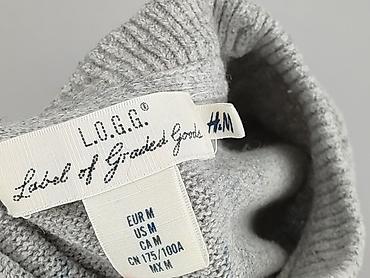 L.O.G.G.®
Label of Graded Goods
H&M
EUR M
US M
CA M
CN 175/100A
MX M